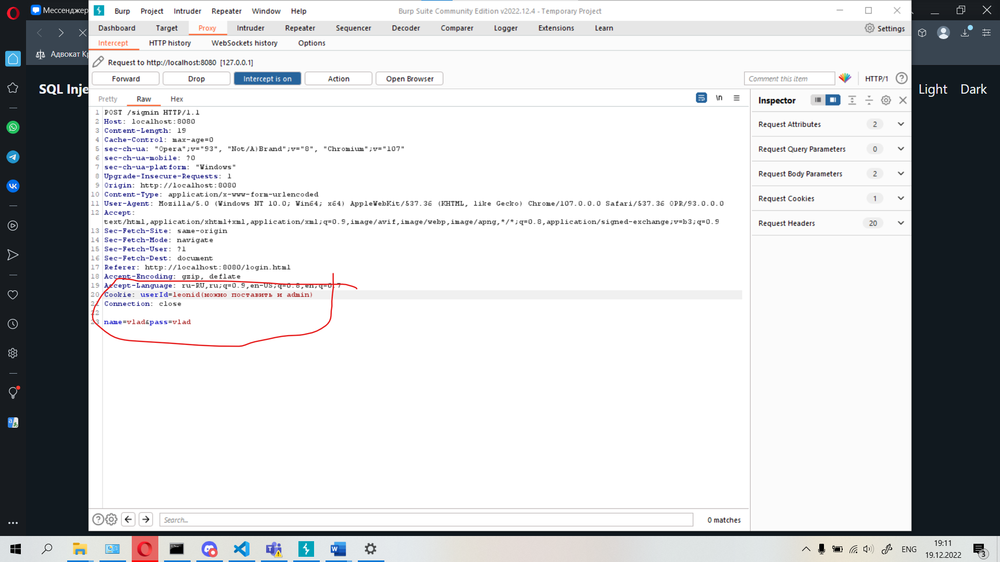 Мессенджер
Burp Project Intruder Repeater Window Help
Burp Suite Community Edition v2022.12.4 - Temporary Project
Dashboard Target Proxy Intruder Repeater Sequencer Decoder Comparer Logger Extensions Learn
Settings
Intercept HTTP history WebSockets history Options
Адвокат Кр
Request to http://localhost:8080 [127.0.0.1]
Forward Drop Intercept is on Action Open Browser
Comment this item
HTTP/1 ?
SQL Inje
Light Dark
Pretty Raw Hex
\n
Inspector
Request Attributes 2
Request Query Parameters 0
Request Body Parameters 2
Request Cookies 1
Request Headers 20
1 POST /signin HTTP/1.1
2 Host: localhost:8080
3 Content-Length: 19
4 Cache-Control: max-age=0
5 sec-ch-ua: "Opera";v="93", "Not/A)Brand";v="8", "Chromium";v="107"
6 sec-ch-ua-mobile: ?0
7 sec-ch-ua-platform: "Windows"
8 Upgrade-Insecure-Requests: 1
9 Origin: http://localhost:8080
10 Content-Type: application/x-www-form-urlencoded
11 User-Agent: Mozilla/5.0 (Windows NT 10.0; Win64; x64) AppleWebKit/537.36 (KHTML, like Gecko) Chrome/107.0.0.0 Safari/537.36 OPR/93.0.0.0
12 Accept:
text/html,application/xhtml+xml,application/xml;q=0.9,image/avif,image/webp,image/apng,*/*;q=0.8,application/signed-exchange;v=b3;q=0.9
13 Sec-Fetch-Site: same-origin
14 Sec-Fetch-Mode: navigate
15 Sec-Fetch-User: ?1
16 Sec-Fetch-Dest: document
17 Referer: http://localhost:8080/login.html
18 Accept-Encoding: gzip, deflate
19 Accept-Language: ru-RU,ru;q=0.9,en-US;q=0.8,en;q=0.7
20 Cookie: userId=leonid(можно поставить и admin)
21 Connection: close
22
23 name=vlad&pass=vlad
Search...
0 matches
ENG
19:11
19.12.2022
3